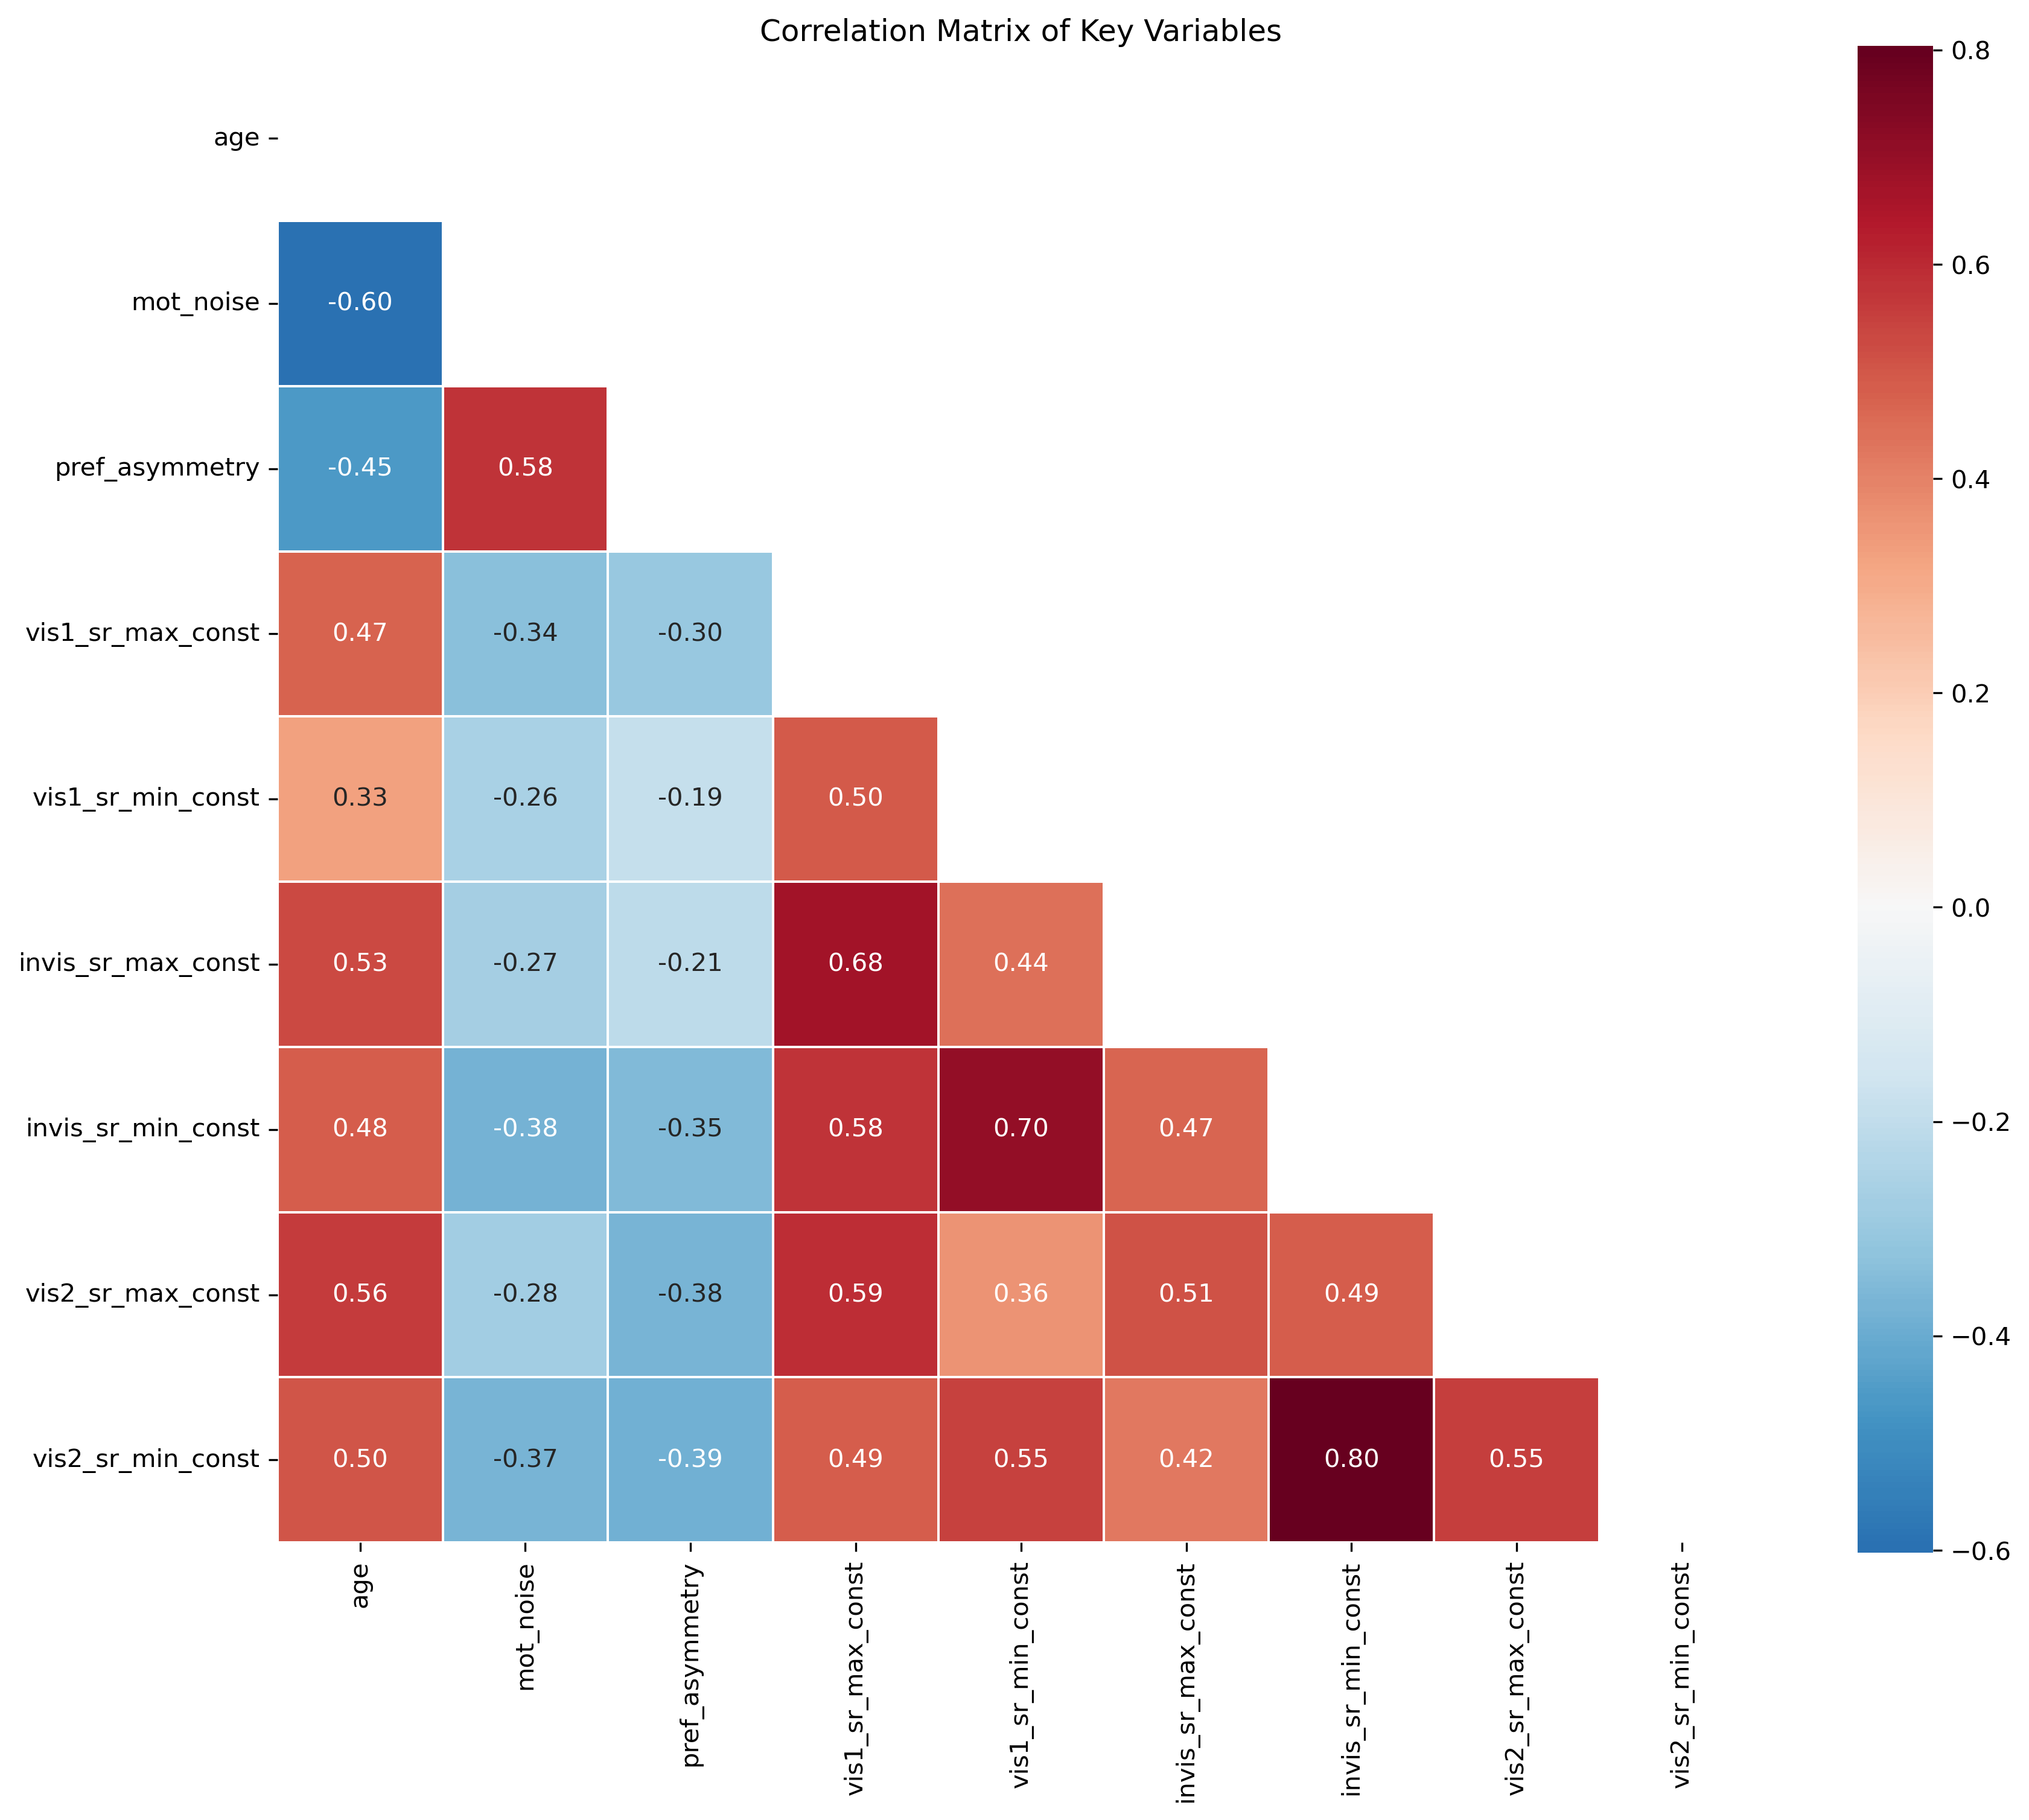 Correlation Matrix of Key Variables
age
mot_noise -0.60
pref_asymmetry -0.45 0.58
vis1_sr_max_const 0.47 -0.34 -0.30
vis1_sr_min_const 0.33 -0.26 -0.19 0.50
invis_sr_max_const 0.53 -0.27 -0.21 0.68 0.44
invis_sr_min_const 0.48 -0.38 -0.35 0.58 0.70 0.47
vis2_sr_max_const 0.56 -0.28 -0.38 0.59 0.36 0.51 0.49
vis2_sr_min_const 0.50 -0.37 -0.39 0.49 0.55 0.42 0.80 0.55
age
mot_noise
pref_asymmetry
vis1_sr_max_const
vis1_sr_min_const
invis_sr_max_const
invis_sr_min_const
vis2_sr_max_const
vis2_sr_min_const
0.8
0.6
0.4
0.2
0.0
−0.2
−0.4
−0.6